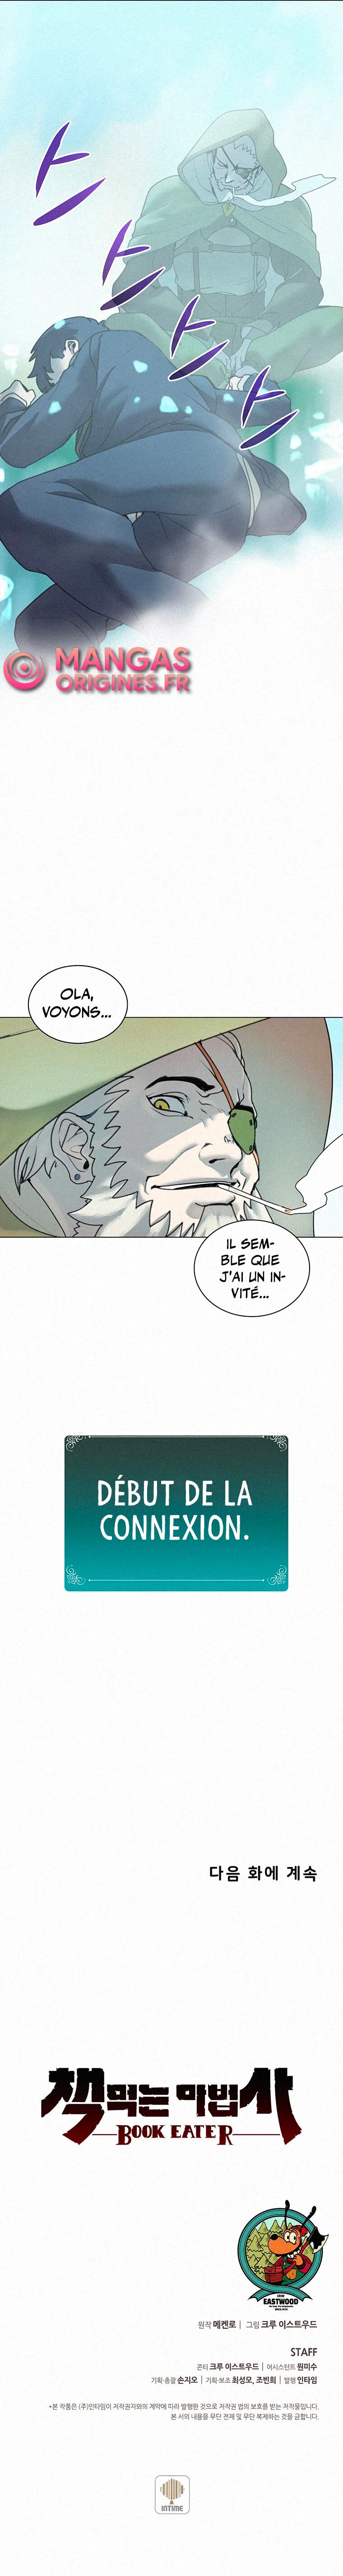 ㅏ
ㅏ
ㅏ
ㅏ
MANGAS
ORIGINES.FR
OLA,
VOYONS...
IL SEM-
BLE QUE
J'AI UN IN-
VITÉ...
DÉBUT DE LA
CONNEXION.
다음 화에 계속
책 먹는 마법사
BOOK EATER
EASTWOOD
원작 메켄로 | 그림 크루 이스트우드
STAFF
콘티 크루 이스트우드 | 어시스턴트 원미수
기획·총괄 손지오 | 기획·보조 최성모, 조빈희 | 발행 인타임
*본 작품은 (주)인타임이 저작권자와의 계약에 따라 발행한 것으로 저작권 법의 보호를 받는 저작물입니다.
본 서의 내용을 무단 전재 및 무단 복제하는 것을 금합니다.
INTIME